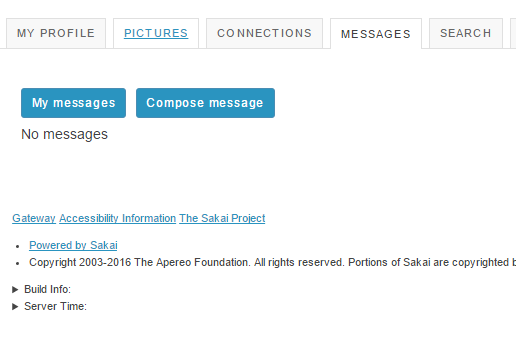 MY PROFILE PICTURES CONNECTIONS MESSAGES SEARCH
My messages Compose message
No messages
Gateway Accessibility Information The Sakai Project
Powered by Sakai
Copyright 2003-2016 The Apereo Foundation. All rights reserved. Portions of Sakai are copyrighted
Build Info:
Server Time: